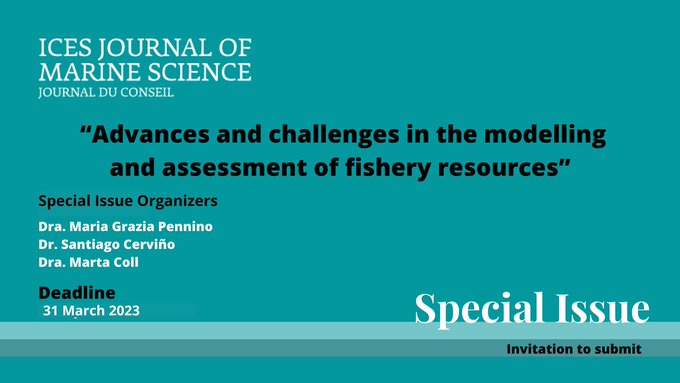 ICES JOURNAL OF
MARINE SCIENCE
JOURNAL DU CONSEIL
“Advances and challenges in the modelling
and assessment of fishery resources”
Special Issue Organizers
Dra. Maria Grazia Pennino
Dr. Santiago Cerviño
Dra. Marta Coll
Deadline
31 March 2023
Special Issue
Invitation to submit